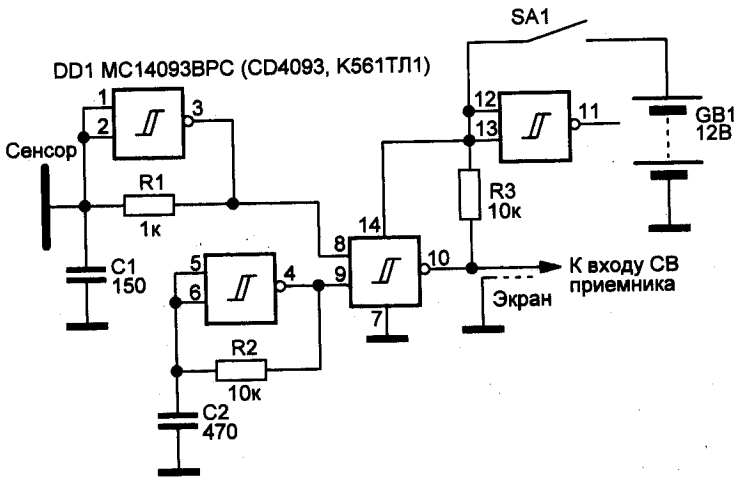 SA1
DD1 MC14093BPC (CD4093, К561ТЛ1)
1
2
3
12
13
11
GB1
12В
Сенсор
R1
1к
14
R3
10к
8
9
10
К входу СВ
приемника
C1
150
5
6
4
7
Экран
R2
10к
C2
470